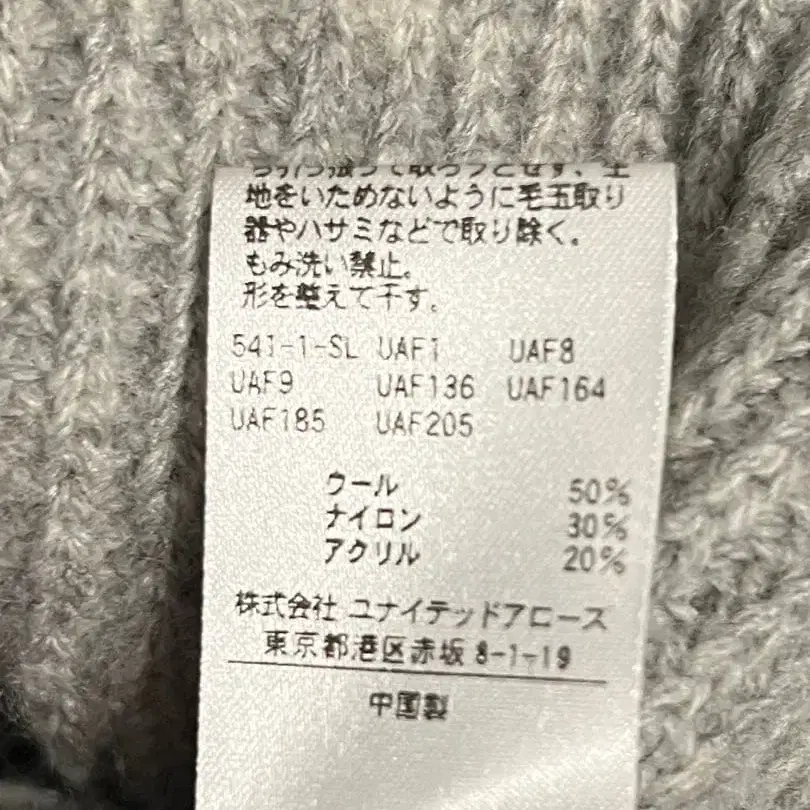 地をいためないように毛玉取り
器やハサミなどで取り除く。
もみ洗い禁止。
形を整えて干す。
541-1-SL UAF1 UAF8
UAF9 UAF136 UAF164
UAF185 UAF205
ウール 50%
ナイロン 30%
アクリル 20%
株式会社 ユナイテッドアローズ
東京都港区赤坂 8-1-19
中国製